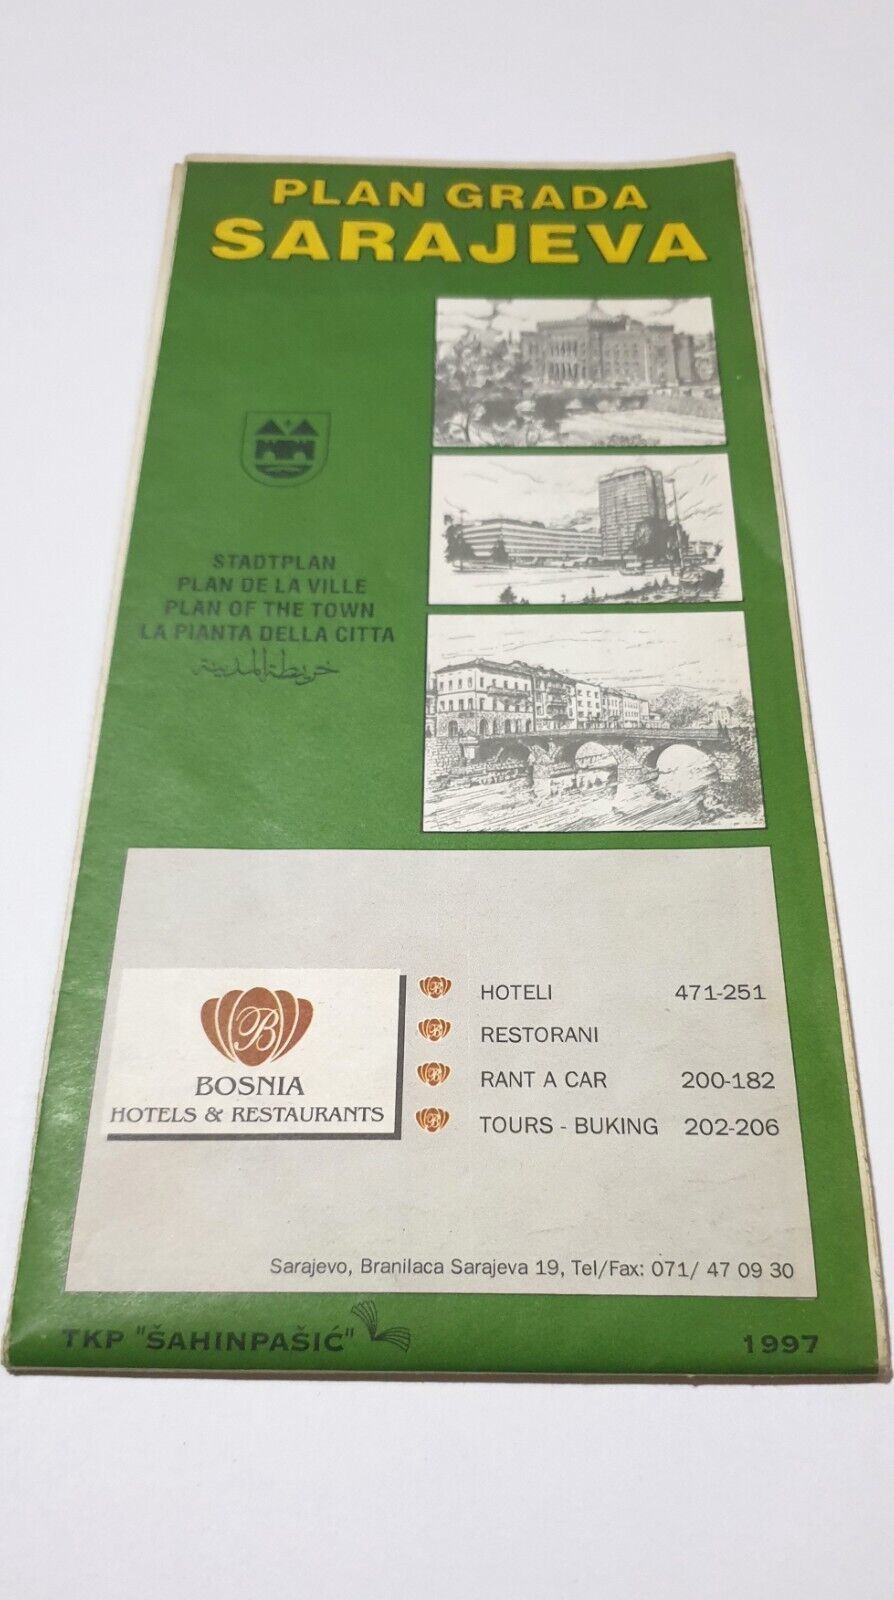 PLAN GRADA
SARAJEVA
STADTPLAN
PLAN DE LA VILLE
PLAN OF THE TOWN
LA PIANTA DELLA CITTA
خريطة المدينة
B
BOSNIA
HOTELS & RESTAURANTS
B HOTELI 471-251
B RESTORANI
B RANT A CAR 200-182
B TOURS - BUKING 202-206
Sarajevo, Branilaca Sarajeva 19, Tel/Fax: 071/ 47 09 30
TKP "ŠAHINPAŠIĆ" 1997